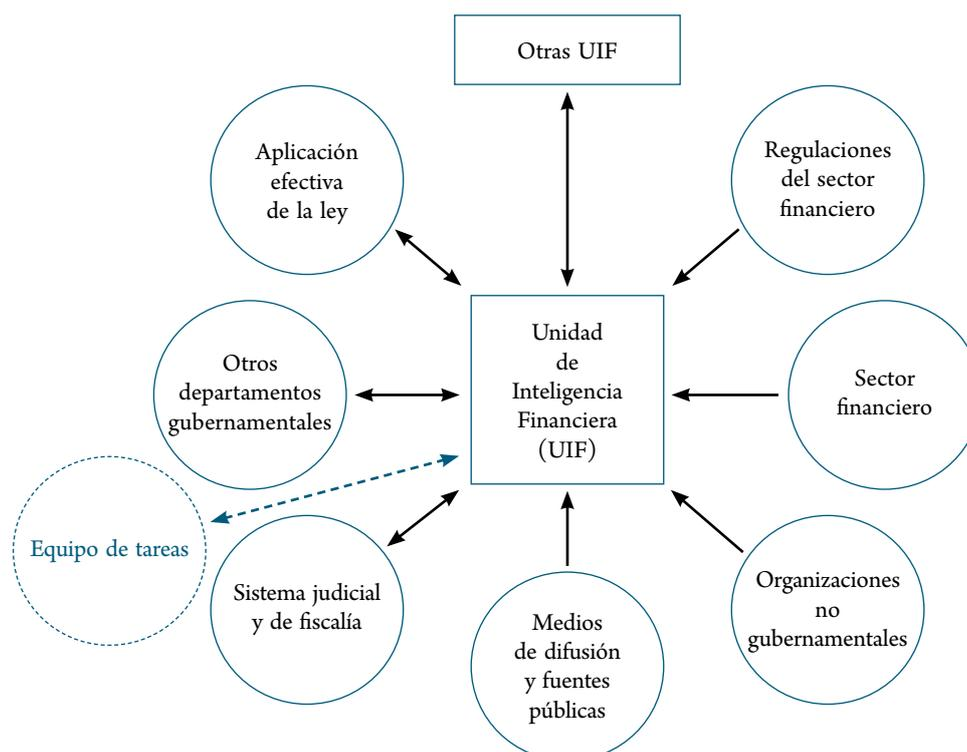 Otras UIF
Aplicación
efectiva
de la ley
Regulaciones
del sector
financiero
Unidad
de
Inteligencia
Financiera
(UIF)
Otros
departamentos
gubernamentales
Sector
financiero
Equipo de tareas
Sistema judicial
y de fiscalía
Medios
de difusión
y fuentes
públicas
Organizaciones
no
gubernamentales